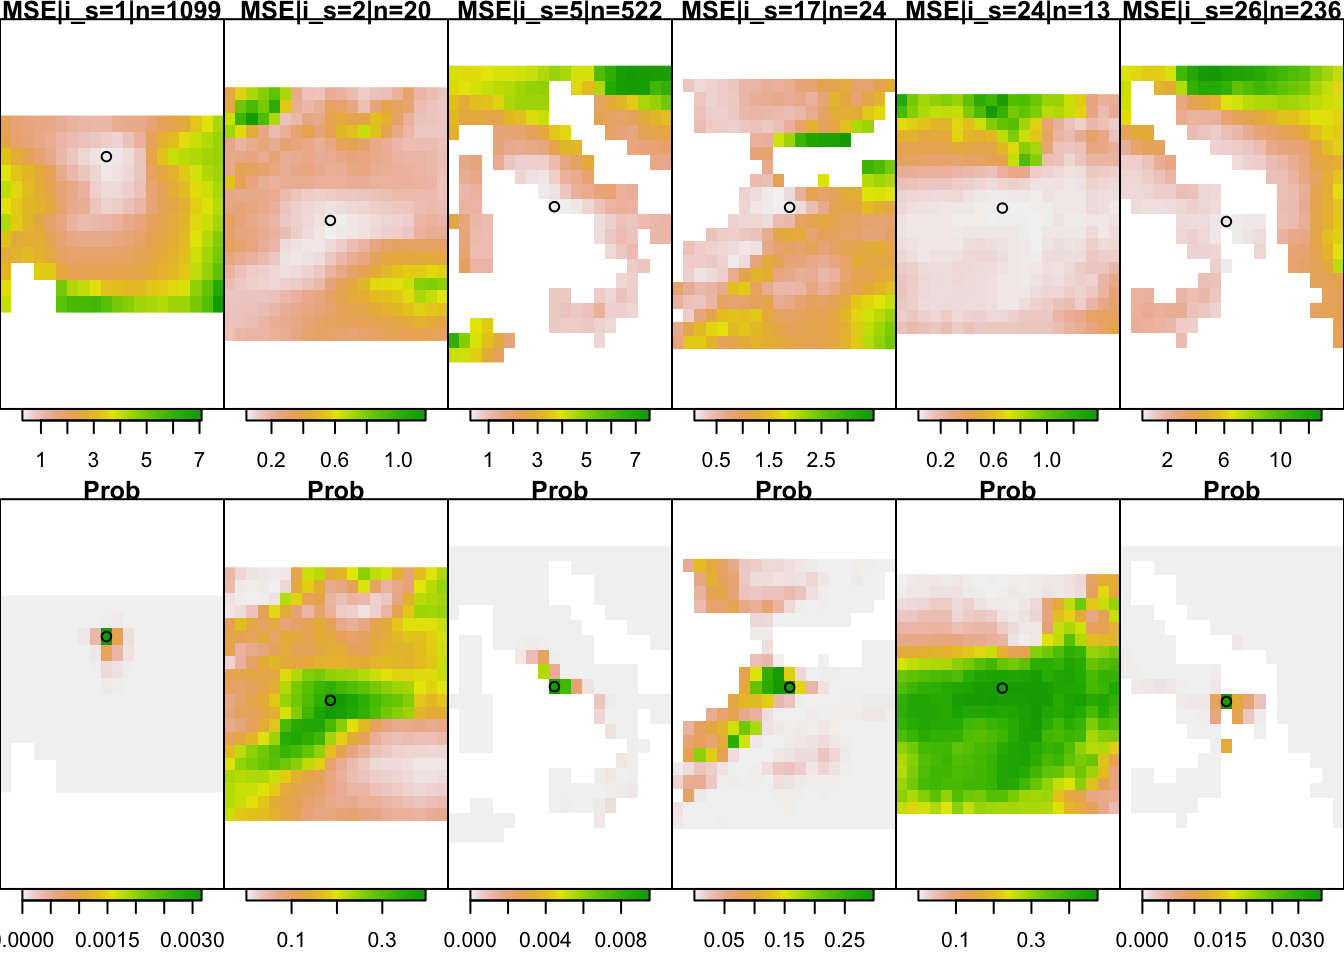 MSE|i_s=1|n=1099 MSE|i_s=2|n=20 MSE|i_s=5|n=522 MSE|i_s=17|n=24 MSE|i_s=24|n=13 MSE|i_s=26|n=236
1 3 5 7 0.2 0.6 1.0 1 3 5 7 0.5 1.5 2.5 0.2 0.6 1.0 2 6 10
Prob Prob Prob Prob Prob Prob
0.0000 0.0015 0.0030 0.1 0.3 0.000 0.004 0.008 0.05 0.15 0.25 0.1 0.3 0.000 0.015 0.030